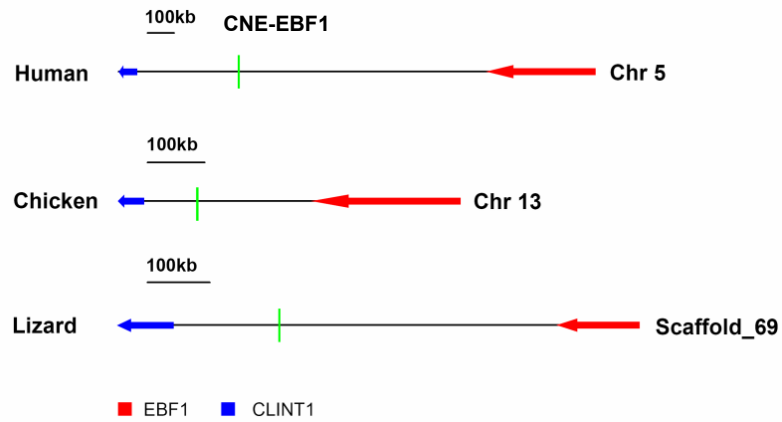 100kb CNE-EBF1
Human Chr 5
100kb
Chicken Chr 13
100kb
Lizard Scaffold_69
EBF1 CLINT1